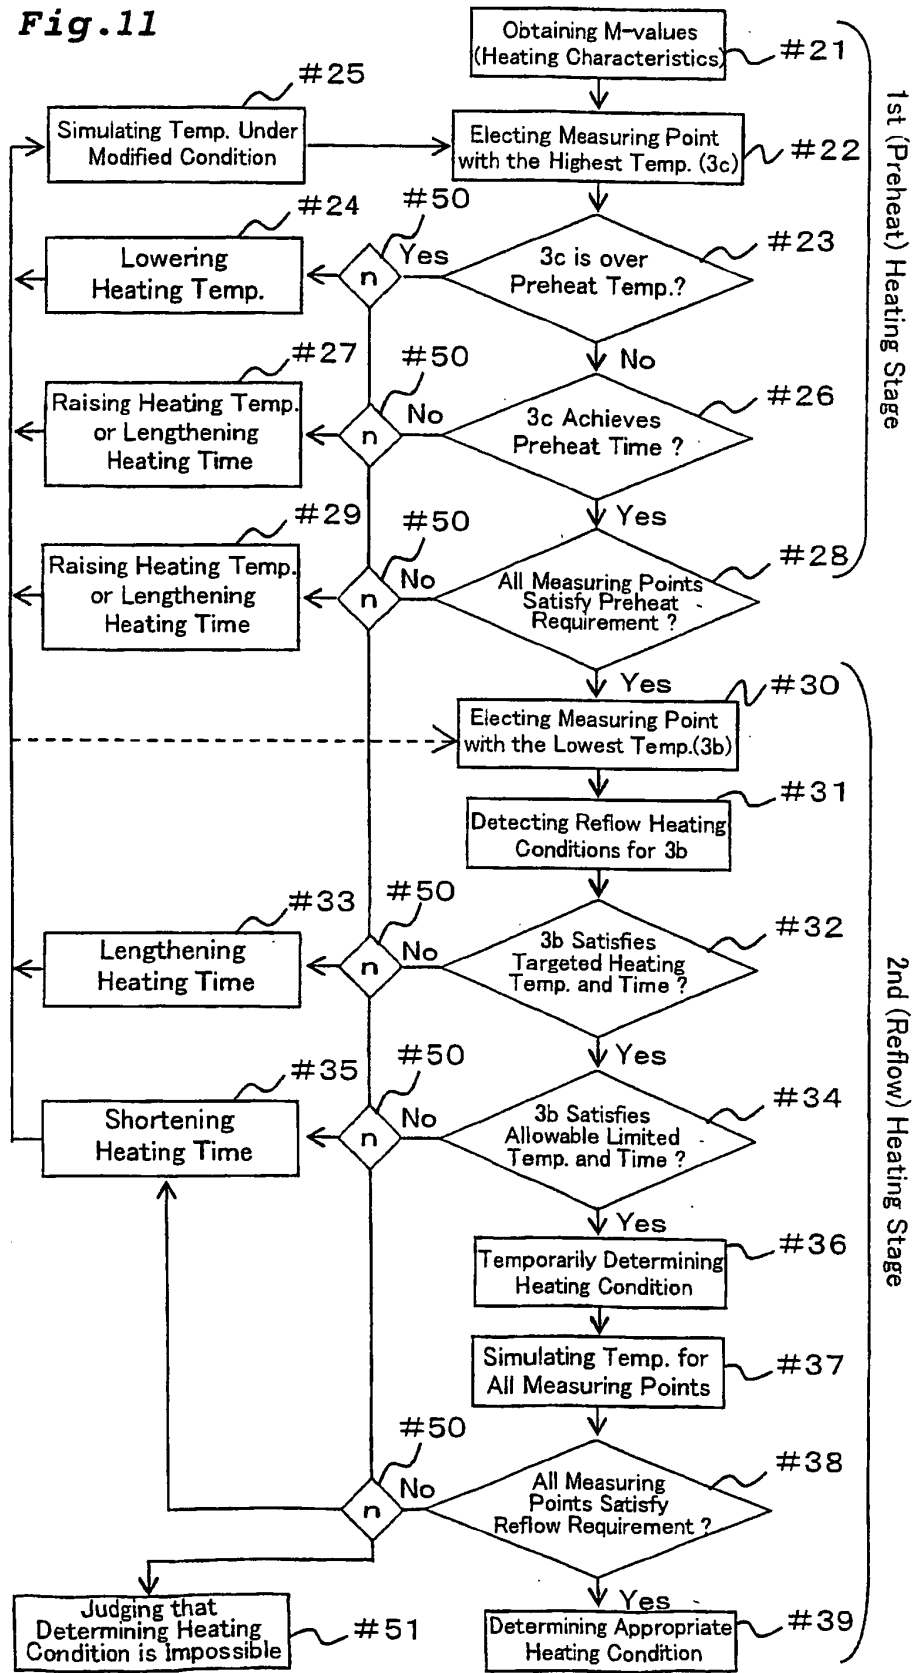 Fig.11
Obtaining M-values
(Heating Characteristics)
#21
#25
Simulating Temp. Under
Modified Condition
Electing Measuring Point
with the Highest Temp. (3c)
#22
1st (Preheat) Heating Stage
#24
#50
Lowering
Heating Temp.
n
Yes
3c is over
Preheat Temp.?
#23
No
#27
#50
Raising Heating Temp.
or Lengthening
Heating Time
n
No
3c Achieves
Preheat Time ?
#26
Yes
#29
#50
Raising Heating Temp.
or Lengthening
Heating Time
n
No
All Measuring Points
Satisfy Preheat
Requirement ?
#28
Yes
#30
Electing Measuring Point
with the Lowest Temp.(3b)
#31
Detecting Reflow Heating
Conditions for 3b
2nd (Reflow) Heating Stage
#33
#50
Lengthening
Heating Time
n
No
3b Satisfies
Targeted Heating
Temp. and Time ?
#32
Yes
#35
#50
Shortening
Heating Time
n
No
3b Satisfies
Allowable Limited
Temp. and Time ?
#34
Yes
#36
Temporarily Determining
Heating Condition
Simulating Temp. for
All Measuring Points
#37
#50
n
No
All Measuring
Points Satisfy
Reflow Requirement ?
#38
Yes
Judging that
Determining Heating
Condition is Impossible
#51
Determining Appropriate
Heating Condition
#39